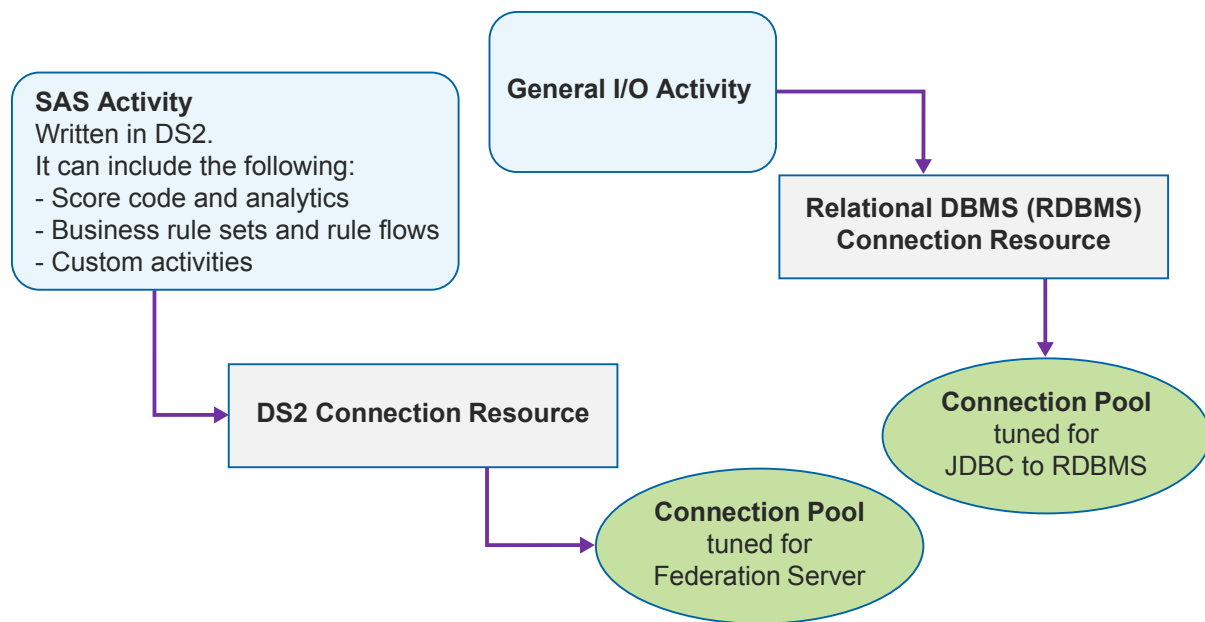 General I/O Activity
SAS Activity
Written in DS2.
It can include the following:
- Score code and analytics
- Business rule sets and rule flows
- Custom activities
Relational DBMS (RDBMS)
Connection Resource
DS2 Connection Resource
Connection Pool
tuned for
JDBC to RDBMS
Connection Pool
tuned for
Federation Server